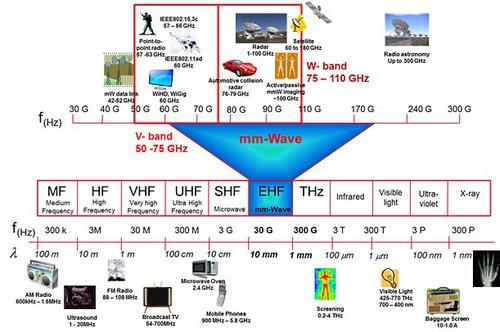 IEEE802.15,3c
57 – 66 GHz
Point-to-point radio
57 -63 GHz
IEEE802.11ad
60 GHz
mW data link
42-52 GHz
WiHD, WiGig
60 GHz
Radar
1-100 GHz
Automotive collision radar
76-79 GHz
Satellite
60 to 180 GHz
Active/passive
mmW imaging
~100 GHz
Radio astronomy
Up to 300 GHz
W- band
75 – 110 GHz
f(Hz)
30 G 40 G 50 G 60 G 70 G 80 G 90 G 100 G 170 G 240 G 300 G
V- band
50 -75 GHz
mm-Wave
MF
Medium Frequency
HF
High Frequency
VHF
Very high Frequency
UHF
Ultra High Frequency
SHF
Microwave
EHF
mm-Wave
THz
Infrared
Visible light
Ultra-violet
X-ray
f(Hz)
300 k 3M 30 M 300 M 3 G 30 G 300 G 3 T 300 T 3 P 300 P
λ
100 m 10 m 1 m 10 cm 3 cm 10 mm 1 mm 100 μm 1 μm 100 nm 1 nm
AM Radio
600kHz – 1.6MHz
Ultrasound
1 - 20MHz
FM Radio
88 – 108 MHz
Broadcast TV
54-700MHz
Microwave Oven
2.4 GHz
Mobile Phones
900 MHz – 5.8 GHz
Screening
0.2-4 THz
Visible Light
425-770 THz
700 – 400 nm
Baggage Screen
10-1.0 A